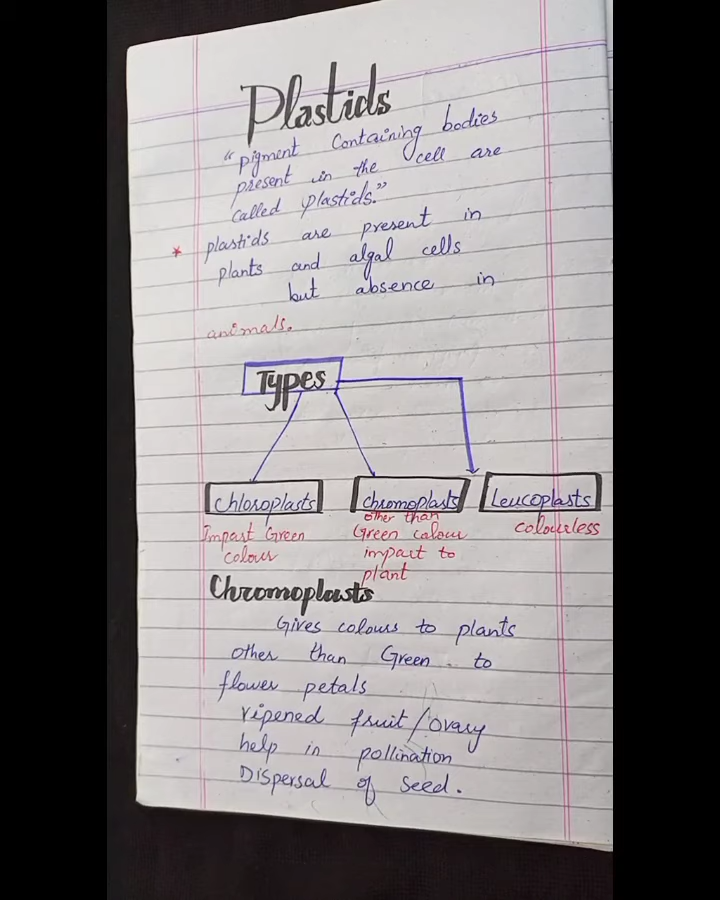 Plastids
"pigment Containing bodies
present in the cell are
called plastids."
* plastids are present in
plants and algal cells
but absence in
animals.
Types
Chloroplasts chromoplasts Leucoplasts
Impart Green
colour
other than
Green colour
impart to
plant
colourless
Chromoplasts
Gives colours to plants
other than Green. to
flower petals
ripened fruit/ovary
help in pollination
Dispersal of seed.